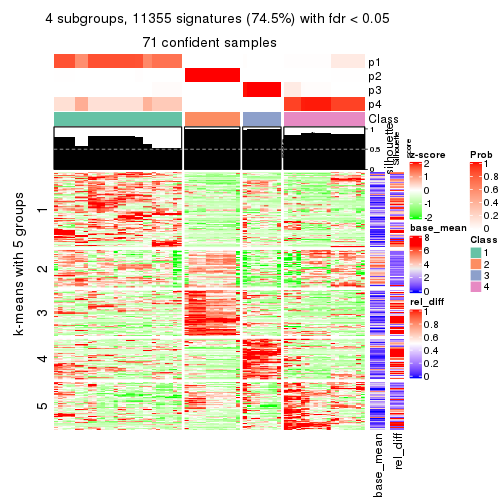 4 subgroups, 11355 signatures (74.5%) with fdr < 0.05
71 confident samples
p1
p2
p3
p4
Class
1
0.5
0
silhouette
Silhouette
score
k-means with 5 groups
1
2
3
4
5
base_mean
rel_diff
z-score
2
1
0
-1
-2
base_mean
8
6
4
2
0
rel_diff
1
0.8
0.6
0.4
0.2
0
Prob
1
0.8
0.6
0.4
0.2
0
Class
1
2
3
4